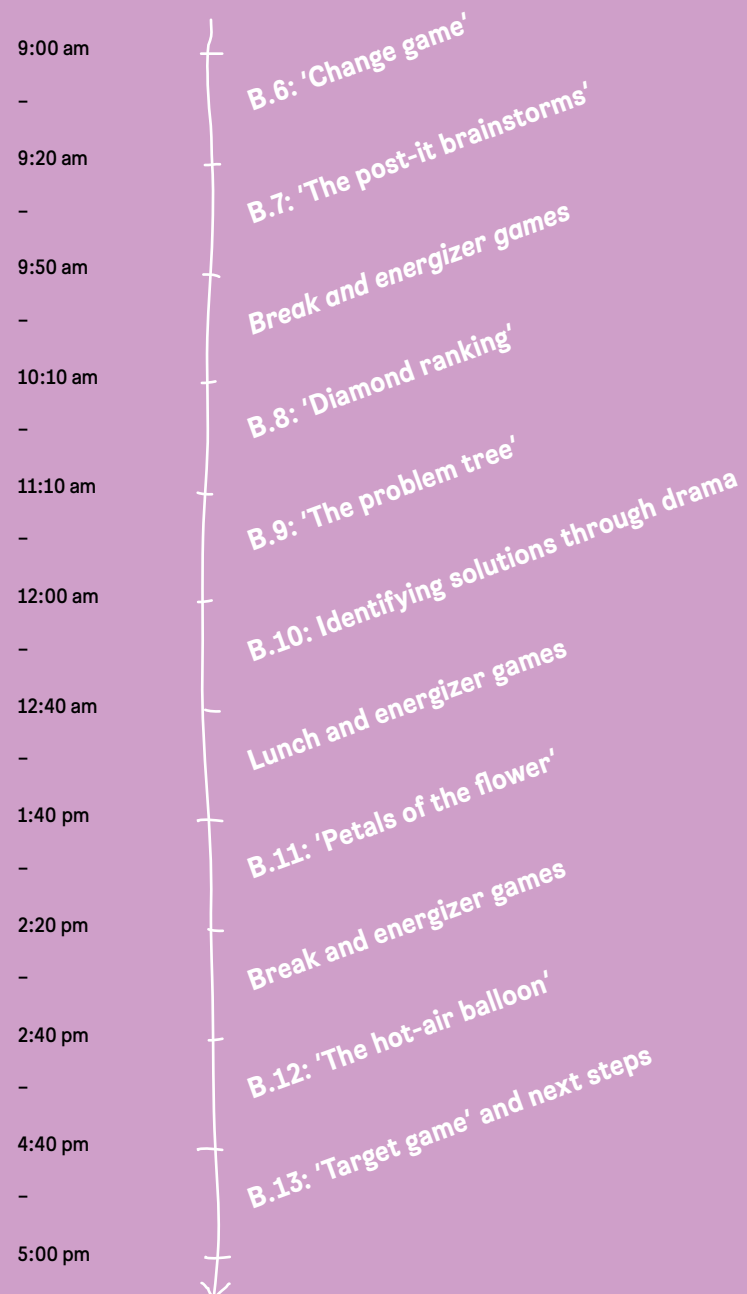 9:00 am
B.6: ‘Change game’
–
9:20 am
B.7: ‘The post-it brainstorms’
–
9:50 am
Break and energizer games
–
10:10 am
B.8: ‘Diamond ranking’
–
11:10 am
B.9: ‘The problem tree’
–
12:00 am
B.10: Identifying solutions through drama
–
12:40 am
Lunch and energizer games
–
1:40 pm
B.11: ‘Petals of the flower’
–
2:20 pm
Break and energizer games
–
2:40 pm
B.12: ‘The hot-air balloon’
–
4:40 pm
B.13: ‘Target game’ and next steps
–
5:00 pm